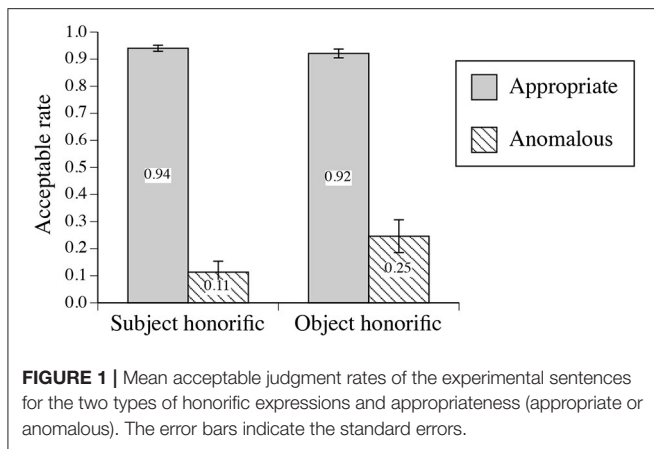 Acceptable rate
1.0
0.9
0.8
0.7
0.6
0.5
0.4
0.3
0.2
0.1
0.0
0.94
0.11
0.92
0.25
Subject honorific
Object honorific
Appropriate
Anomalous
FIGURE 1 | Mean acceptable judgment rates of the experimental sentences
for the two types of honorific expressions and appropriateness (appropriate or
anomalous). The error bars indicate the standard errors.